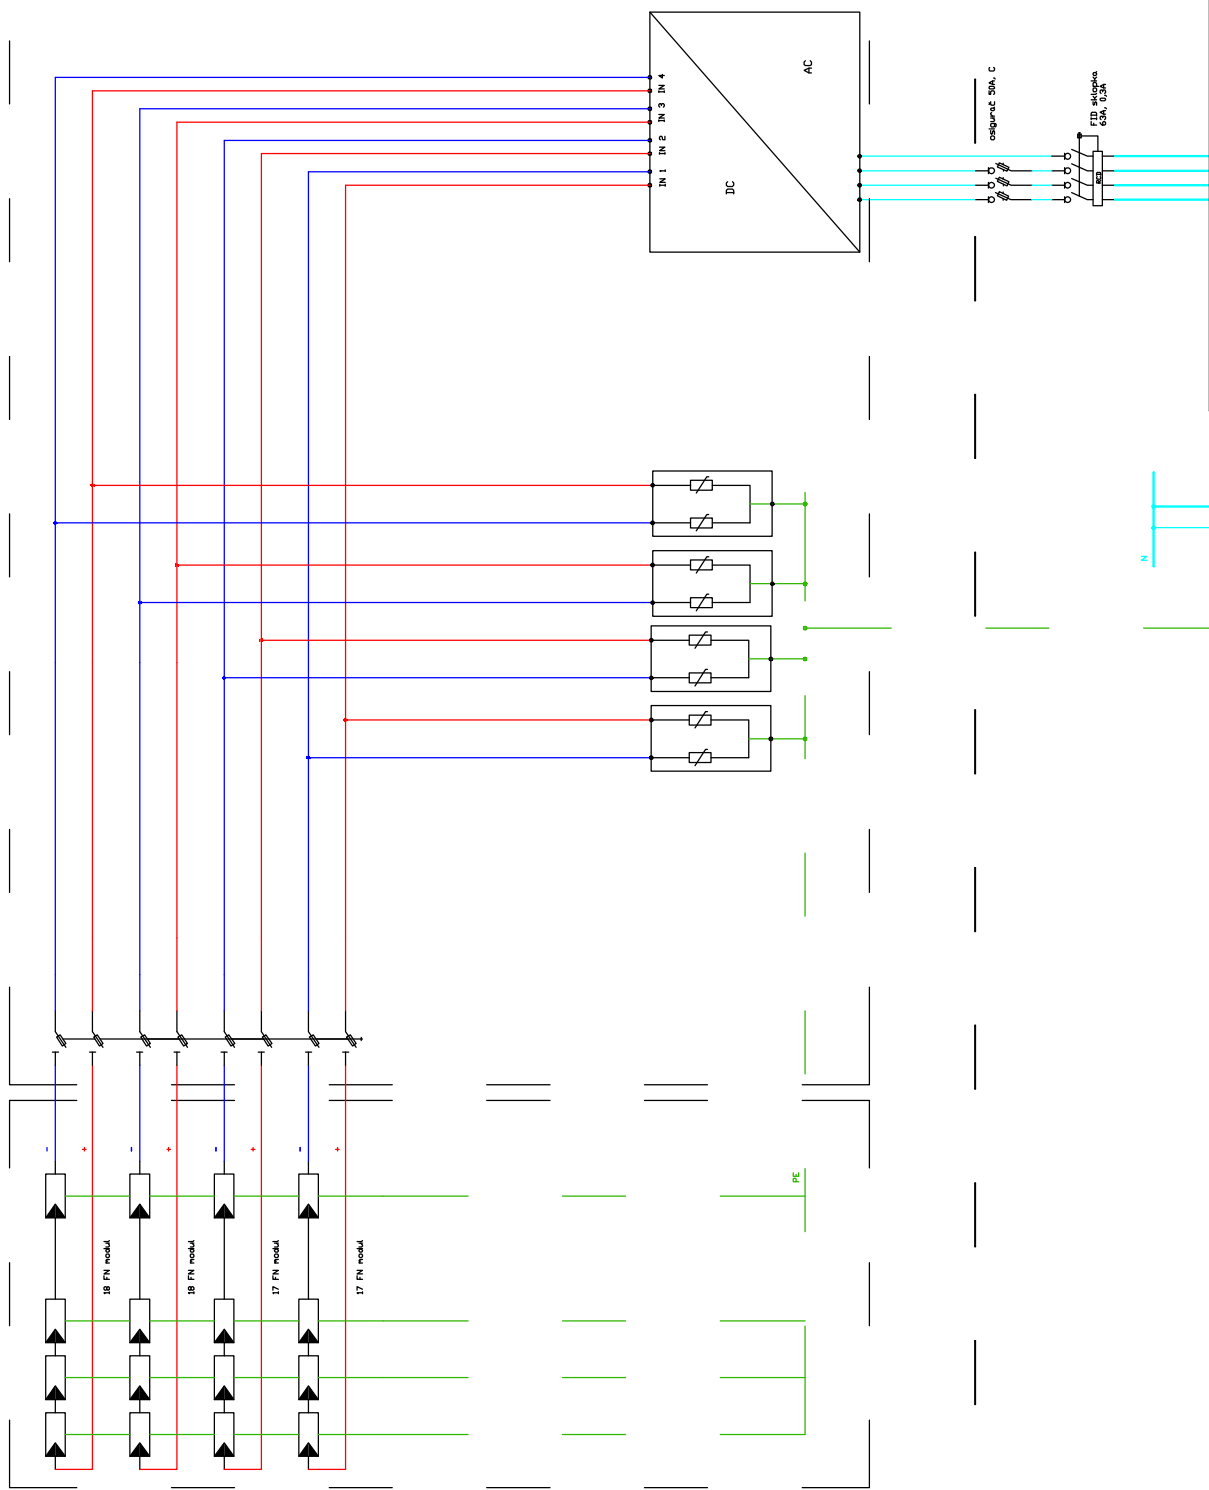 AC
DC
IN 4
IN 3
IN 2
IN 1
osigurač 50A, C
FID sklopka
63A, 0,3A
RCD
N
PE
- + - + - + - +
18 FN modul
18 FN modul
17 FN modul
17 FN modul